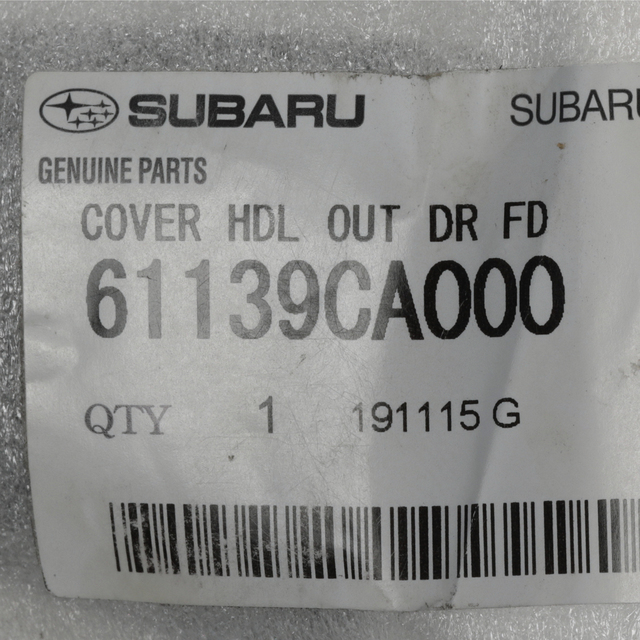 SUBARU SUBARU
GENUINE PARTS
COVER HDL OUT DR FD
61139CA000
QTY 1 191115 G